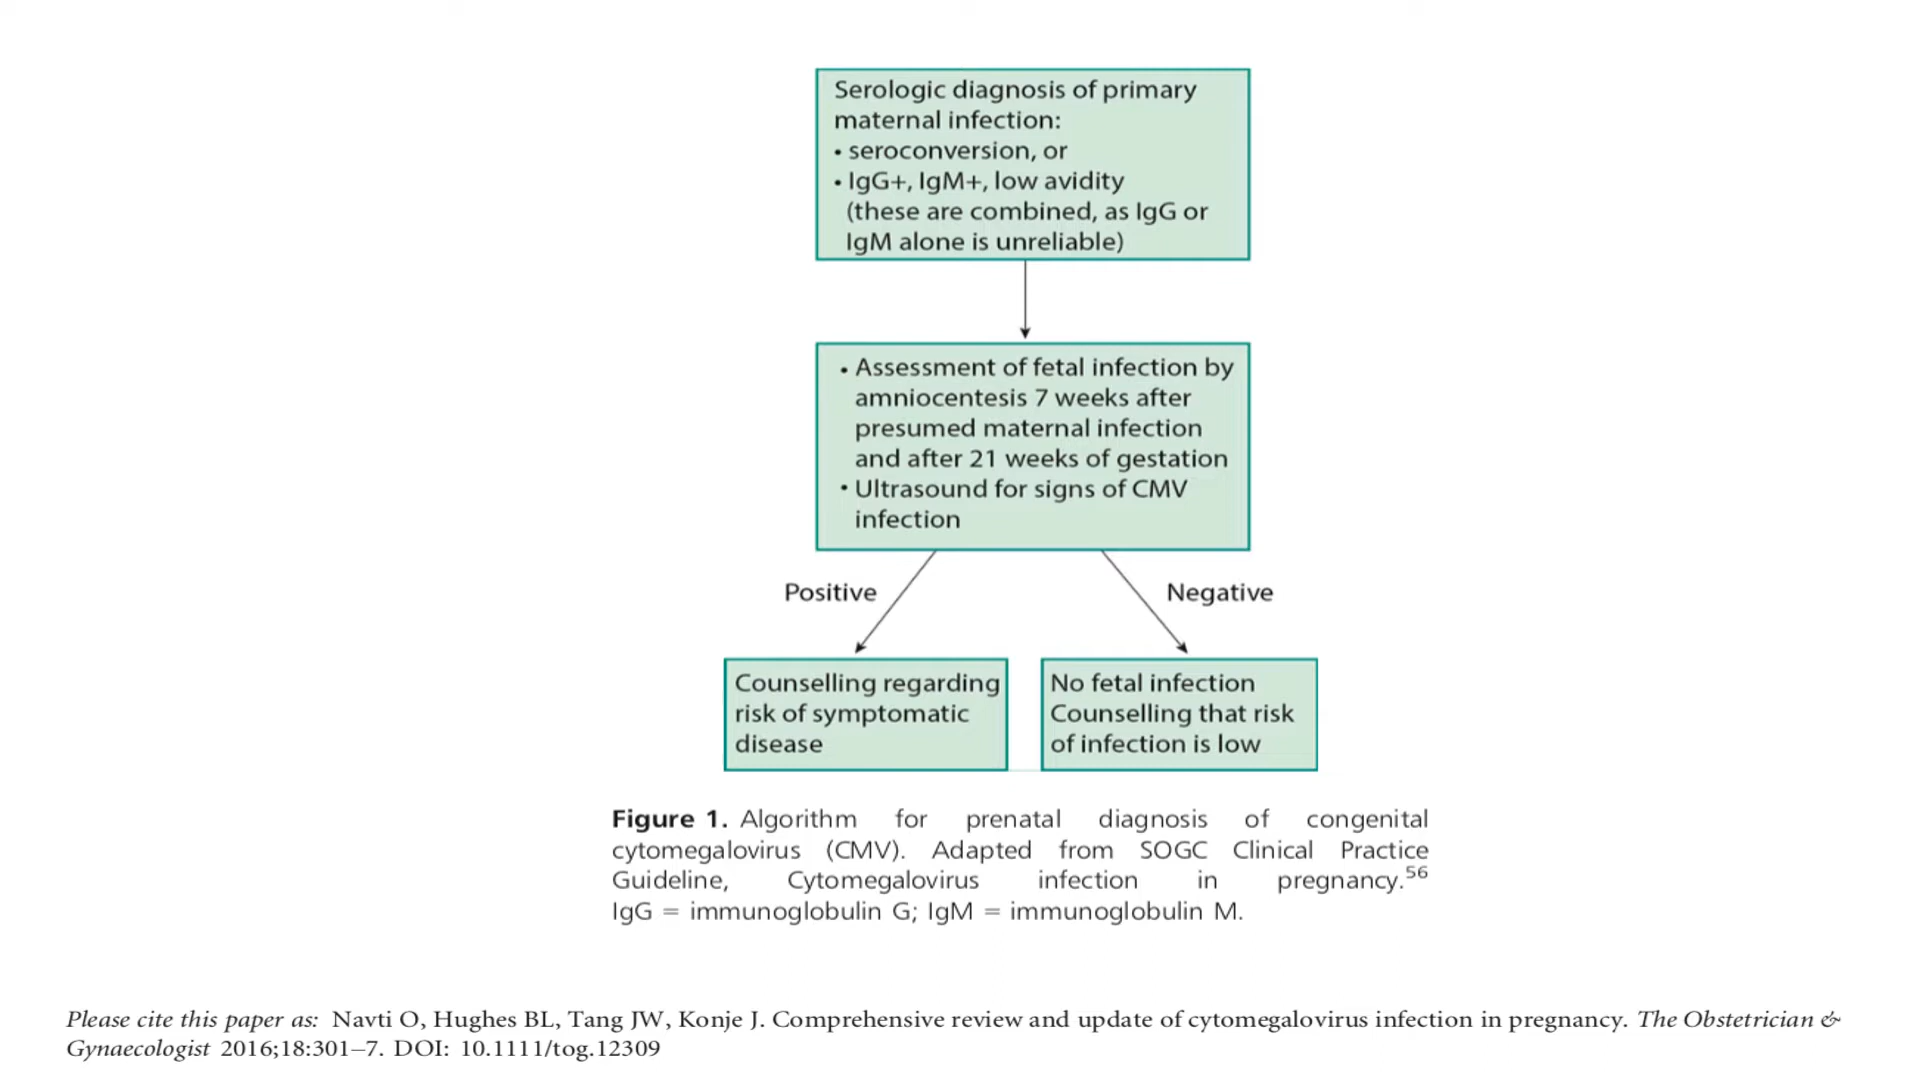 Serologic diagnosis of primary
maternal infection:
• seroconversion, or
• IgG+, IgM+, low avidity
(these are combined, as IgG or
IgM alone is unreliable)
• Assessment of fetal infection by
amniocentesis 7 weeks after
presumed maternal infection
and after 21 weeks of gestation
• Ultrasound for signs of CMV
infection
Positive
Negative
Counselling regarding
risk of symptomatic
disease
No fetal infection
Counselling that risk
of infection is low
Figure 1. Algorithm for prenatal diagnosis of congenital
cytomegalovirus (CMV). Adapted from SOGC Clinical Practice
Guideline, Cytomegalovirus infection in pregnancy.56
IgG = immunoglobulin G; IgM = immunoglobulin M.
Please cite this paper as: Navti O, Hughes BL, Tang JW, Konje J. Comprehensive review and update of cytomegalovirus infection in pregnancy. The Obstetrician &
Gynaecologist 2016;18:301–7. DOI: 10.1111/tog.12309